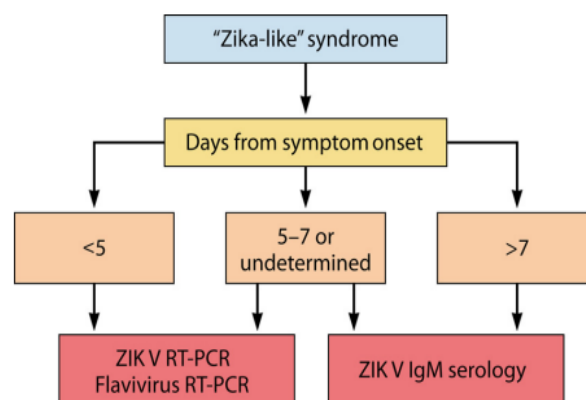 “Zika-like” syndrome
Days from symptom onset
<5
5–7 or
undetermined
>7
ZIK V RT-PCR
Flavivirus RT-PCR
ZIK V IgM serology